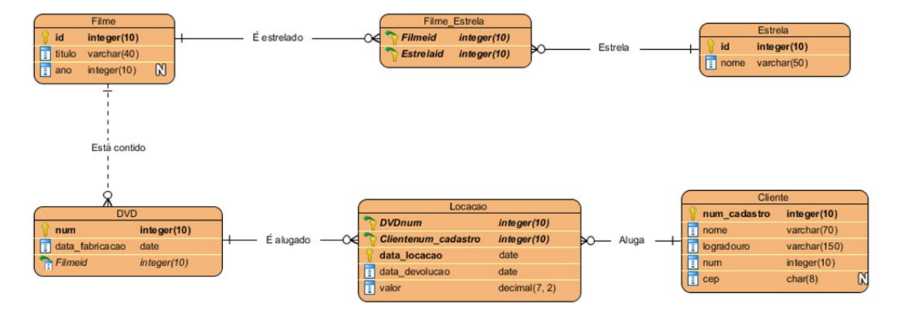 Filme
id integer(10)
titulo varchar(40)
ano integer(10) N
É estrelado
Filme_Estrela
Filmeid integer(10)
Estrelaid integer(10)
Estrela
Estrela
id integer(10)
nome varchar(50)
Está contido
DVD
num integer(10)
data_fabricacao date
Filmeid integer(10)
É alugado
Locacao
DVDnum integer(10)
Clientenum_cadastro integer(10)
data_locacao date
data_devolucao date
valor decimal(7, 2)
Aluga
Cliente
num_cadastro integer(10)
nome varchar(70)
logradouro varchar(150)
num integer(10)
cep char(8) N